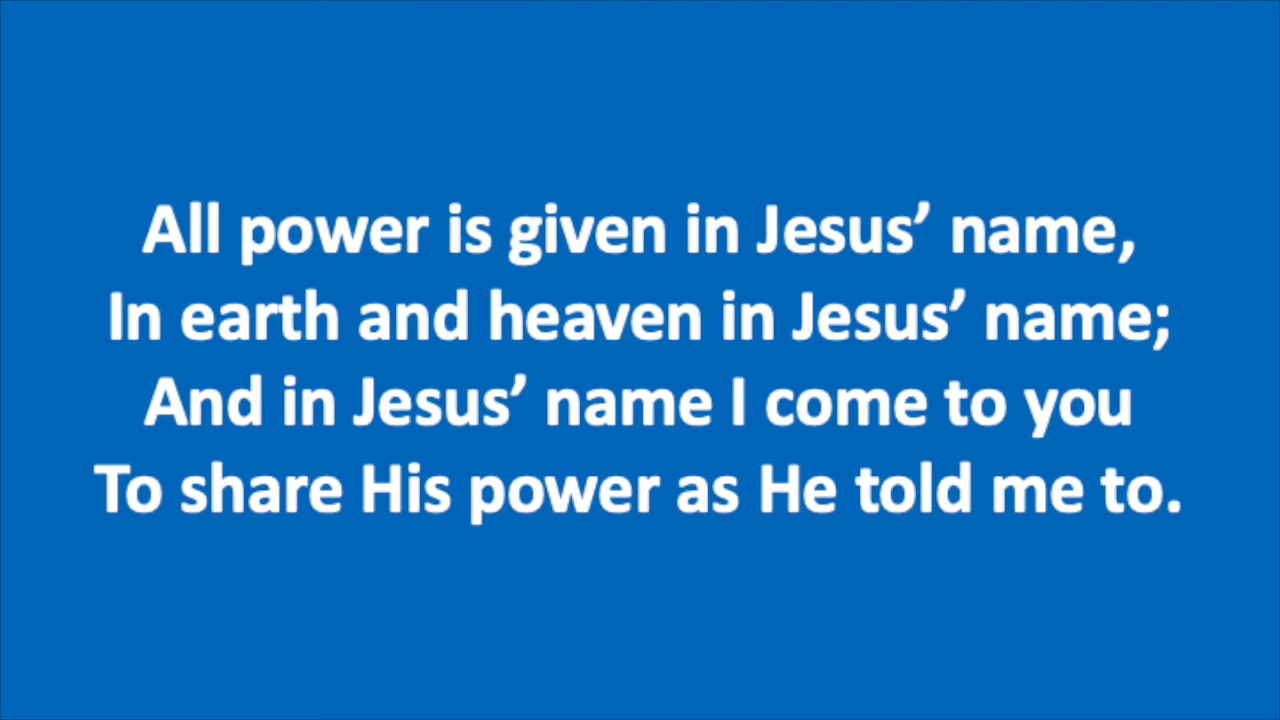 All power is given in Jesus’ name,
In earth and heaven in Jesus’ name;
And in Jesus’ name I come to you
To share His power as He told me to.